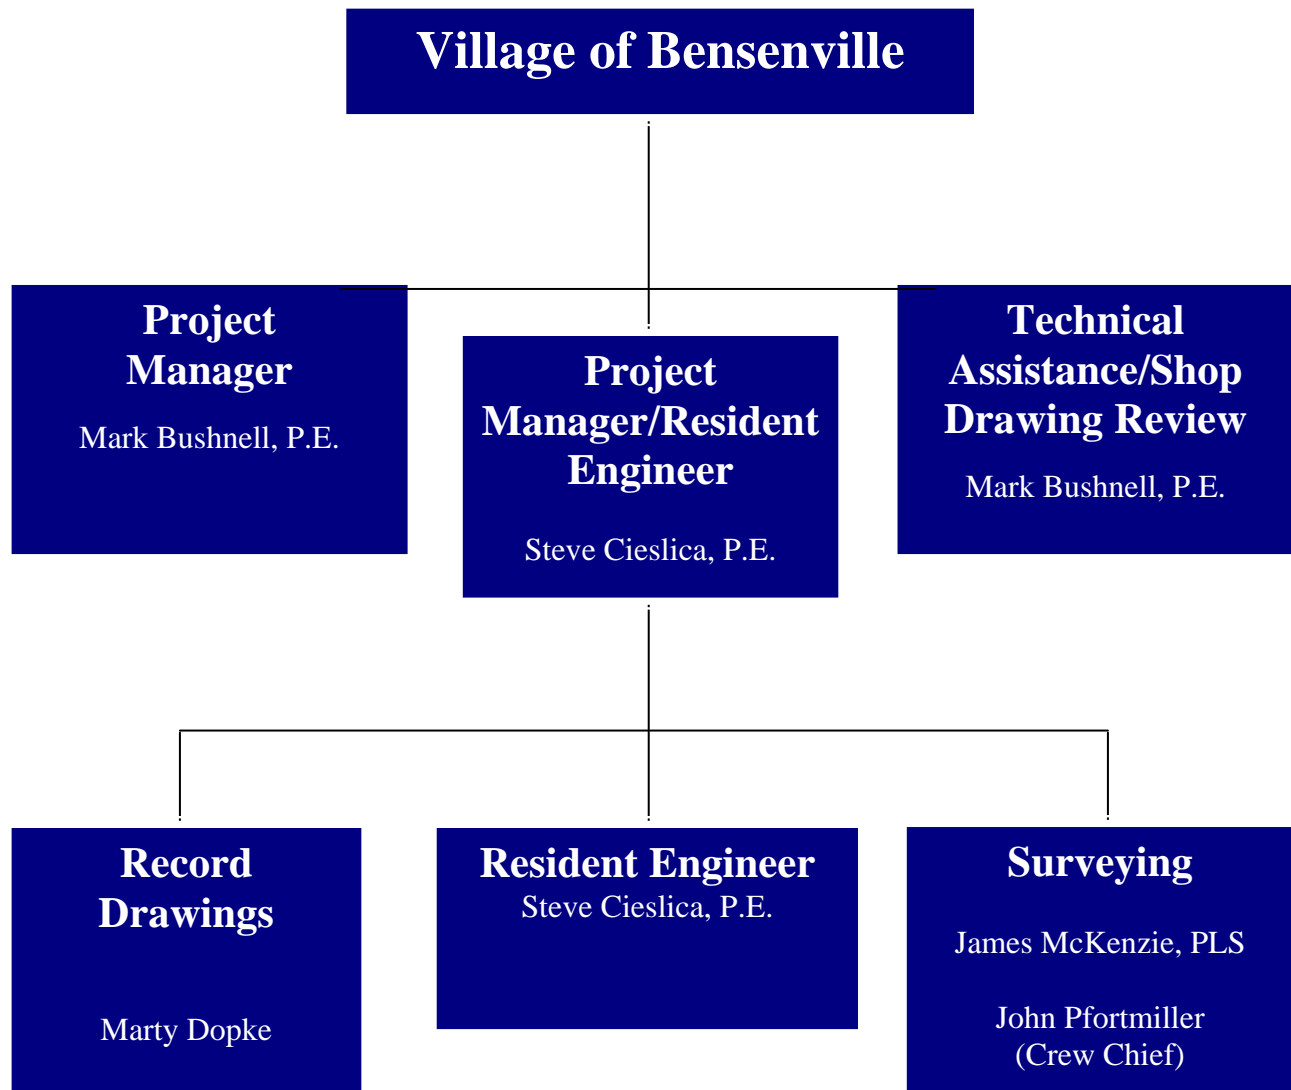 Village of Bensenville
Project
Manager
Mark Bushnell, P.E.
Project
Manager/Resident
Engineer
Steve Cieslica, P.E.
Technical
Assistance/Shop
Drawing Review
Mark Bushnell, P.E.
Record
Drawings
Marty Dopke
Resident Engineer
Steve Cieslica, P.E.
Surveying
James McKenzie, PLS
John Pfortmiller
(Crew Chief)